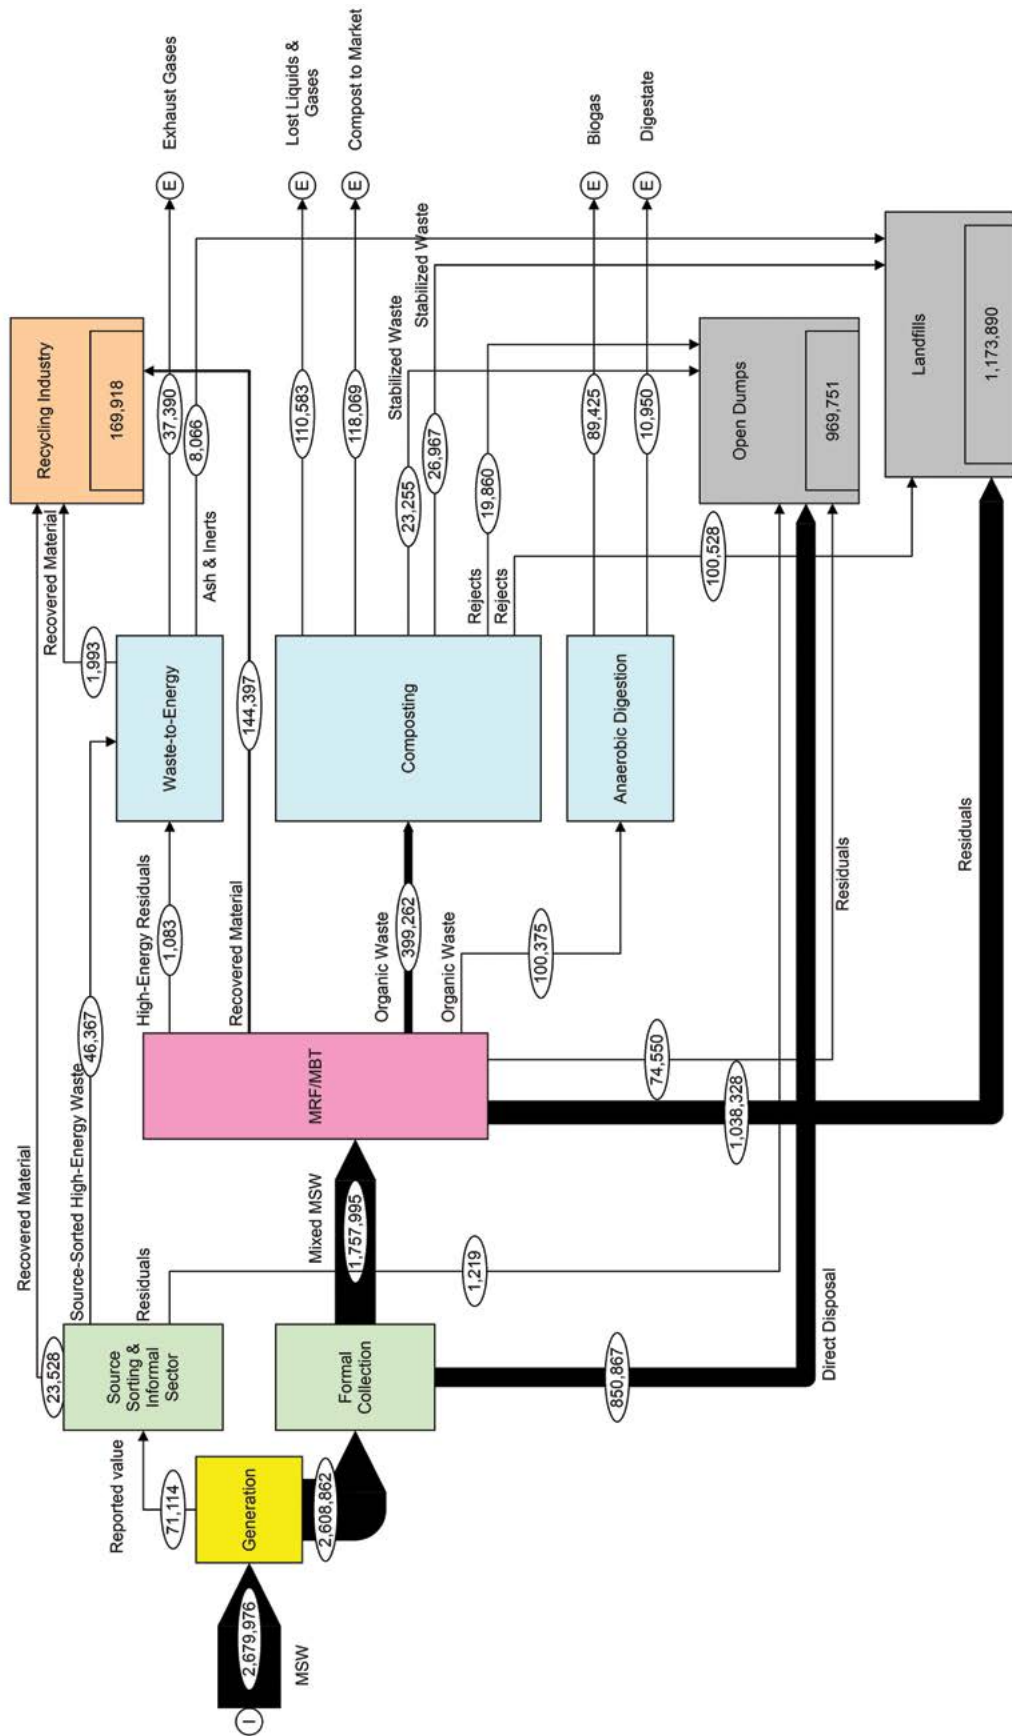 I
2,679,976
MSW
Generation
Reported value
71,114
2,608,862
Source
Sorting &
Informal
Sector
23,528
Recovered Material
Source-Sorted High-Energy Waste
46,367
Residuals
1,219
Formal
Collection
Mixed MSW
1,757,995
850,867
Direct Disposal
MRF/MBT
High-Energy Residuals
1,083
Recovered Material
144,397
Organic Waste
399,262
Organic Waste
100,375
74,550
Residuals
1,038,328
Residuals
Waste-to-Energy
1,993
Recovered Material
Recycling Industry
169,918
37,390
E
Exhaust Gases
8,066
Ash & Inerts
Composting
110,583
E
Lost Liquids &
Gases
118,069
E
Compost to Market
23,255
Stabilized Waste
26,967
Stabilized Waste
19,860
Rejects
Rejects
100,528
Anaerobic Digestion
89,425
E
Biogas
10,950
E
Digestate
Open Dumps
969,751
Landfills
1,173,890